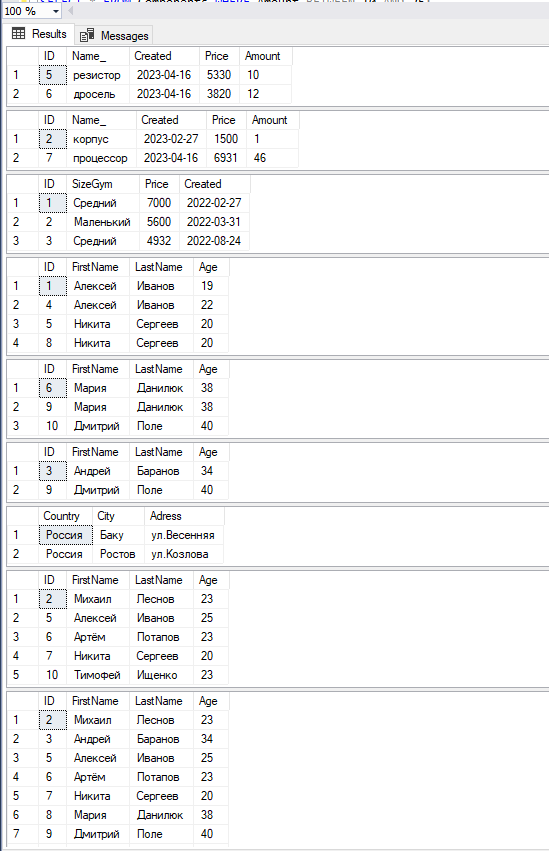 100 %
Results Messages
ID Name_ Created Price Amount
1 5 резистор 2023-04-16 5330 10
2 6 дросель 2023-04-16 3820 12
ID Name_ Created Price Amount
1 2 корпус 2023-02-27 1500 1
2 7 процессор 2023-04-16 6931 46
ID SizeGym Price Created
1 1 Средний 7000 2022-02-27
2 2 Маленький 5600 2022-03-31
3 3 Средний 4932 2022-08-24
ID FirstName LastName Age
1 1 Алексей Иванов 19
2 4 Алексей Иванов 22
3 5 Никита Сергеев 20
4 8 Никита Сергеев 20
ID FirstName LastName Age
1 6 Мария Данилюк 38
2 9 Мария Данилюк 38
3 10 Дмитрий Поле 40
ID FirstName LastName Age
1 3 Андрей Баранов 34
2 9 Дмитрий Поле 40
Country City Adress
1 Россия Баку ул.Весенняя
2 Россия Ростов ул.Козлова
ID FirstName LastName Age
1 2 Михаил Леснов 23
2 5 Алексей Иванов 25
3 6 Артём Потапов 23
4 7 Никита Сергеев 20
5 10 Тимофей Ищенко 23
ID FirstName LastName Age
1 2 Михаил Леснов 23
2 3 Андрей Баранов 34
3 5 Алексей Иванов 25
4 6 Артём Потапов 23
5 7 Никита Сергеев 20
6 8 Мария Данилюк 38
7 9 Дмитрий Поле 40